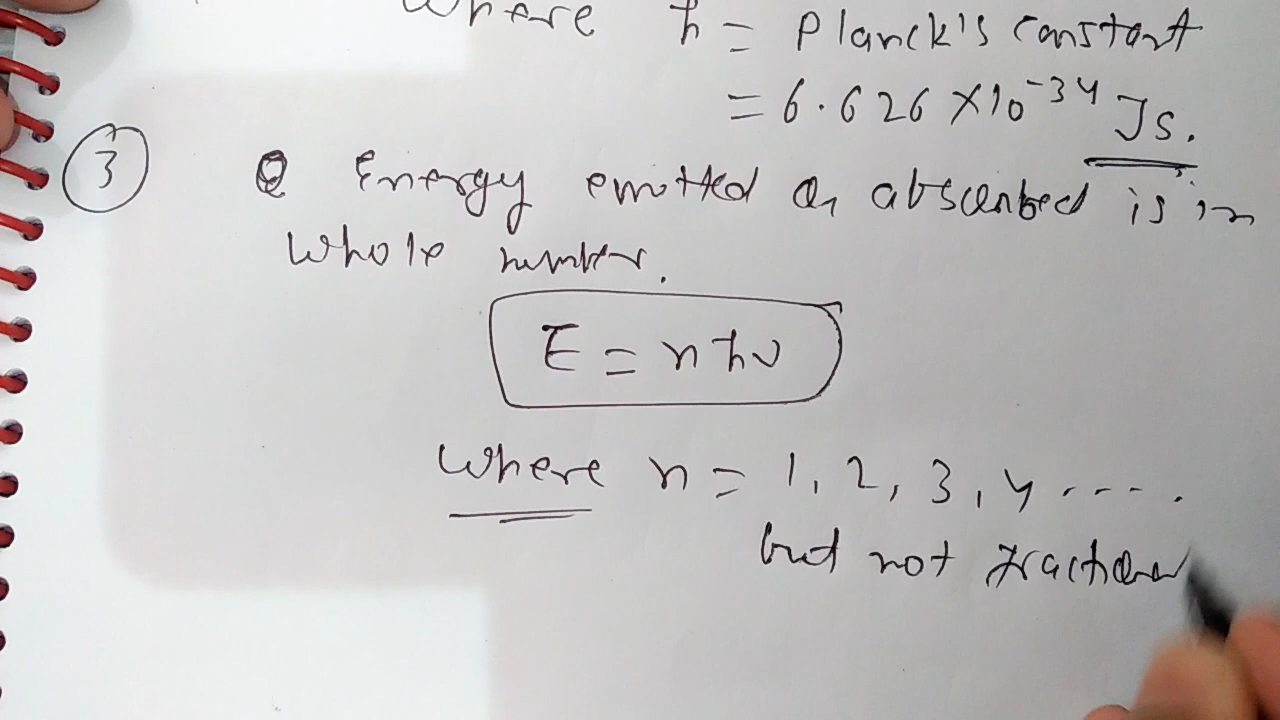 where ħ = Planck's constant
= 6.626 × 10⁻³⁴ Js.
③ Energy emitted or absorbed is in
whole number.
E = nħν
where n = 1, 2, 3, 4 ----.
but not fraction